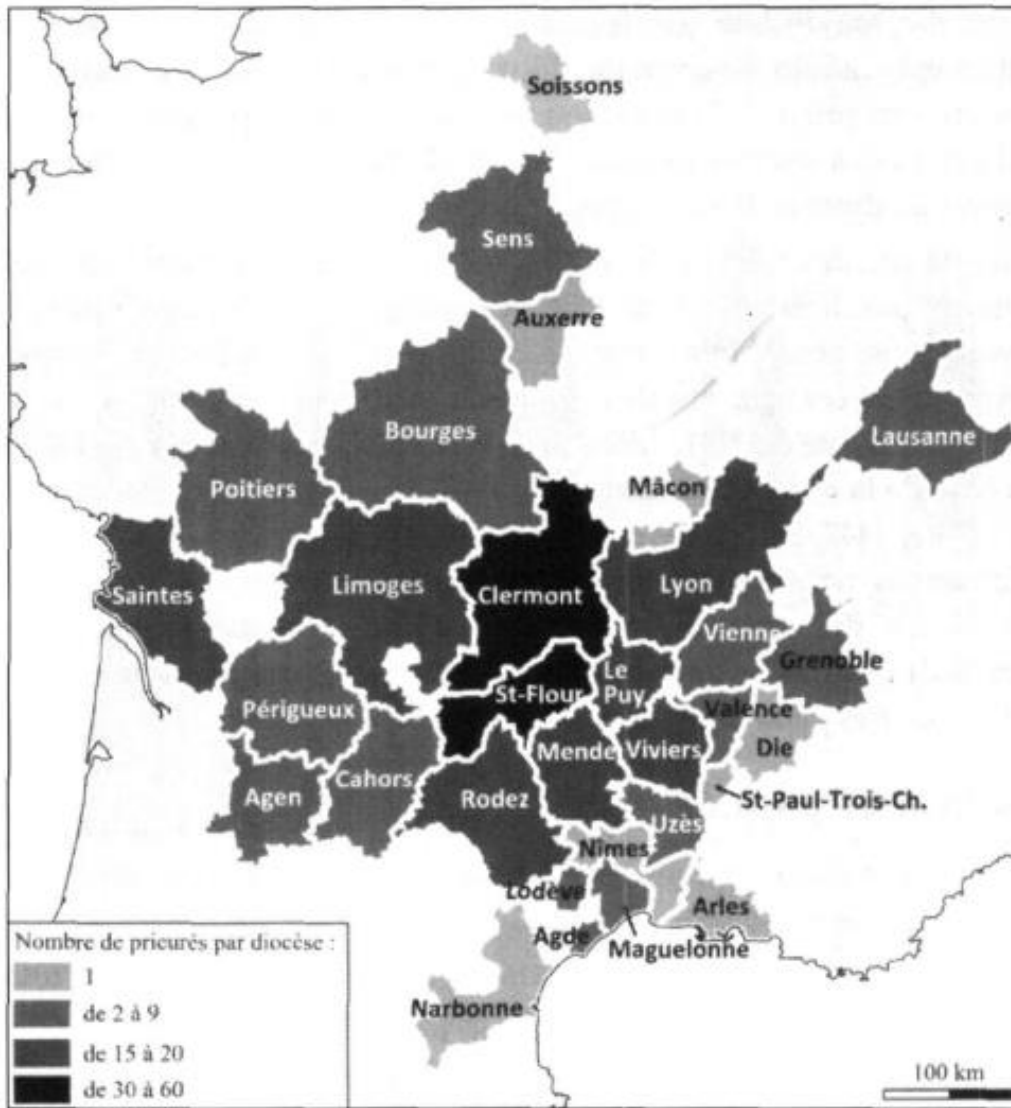 Soissons
Sens
Auxerre
Bourges
Lausanne
Poitiers
Mâcon
Saintes
Limoges
Clermont
Lyon
Vienne
Grenoble
Périgueux
St-Flour
Le
Puy
Valence
Die
Agen
Cahors
Rodez
Mende
Viviers
St-Paul-Trois-Ch.
Uzès
Nîmes
Lodève
Arles
Agde
Maguelonne
Narbonne
Nombre de prieurés par diocèse :
1
de 2 à 9
de 15 à 20
de 30 à 60
100 km